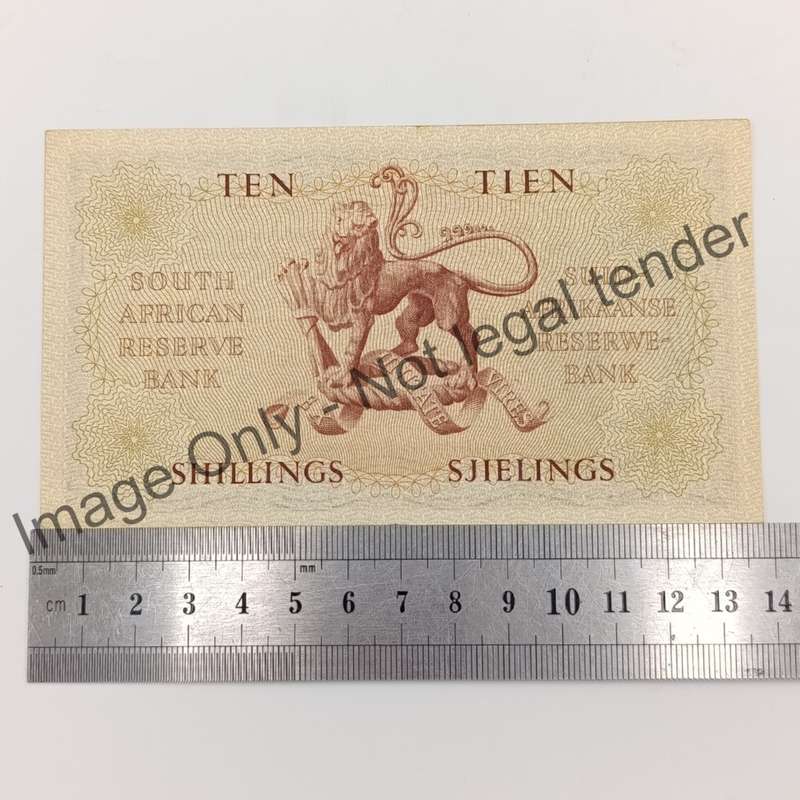 TEN TIEN
SOUTH
AFRICAN
RESERVE
BANK
RESERWE-
BANK
VIRES
SHILLINGS SJIELINGS
Image Only - Not legal tender
0.5mm mm
cm 1 2 3 4 5 6 7 8 9 10 11 12 13 14